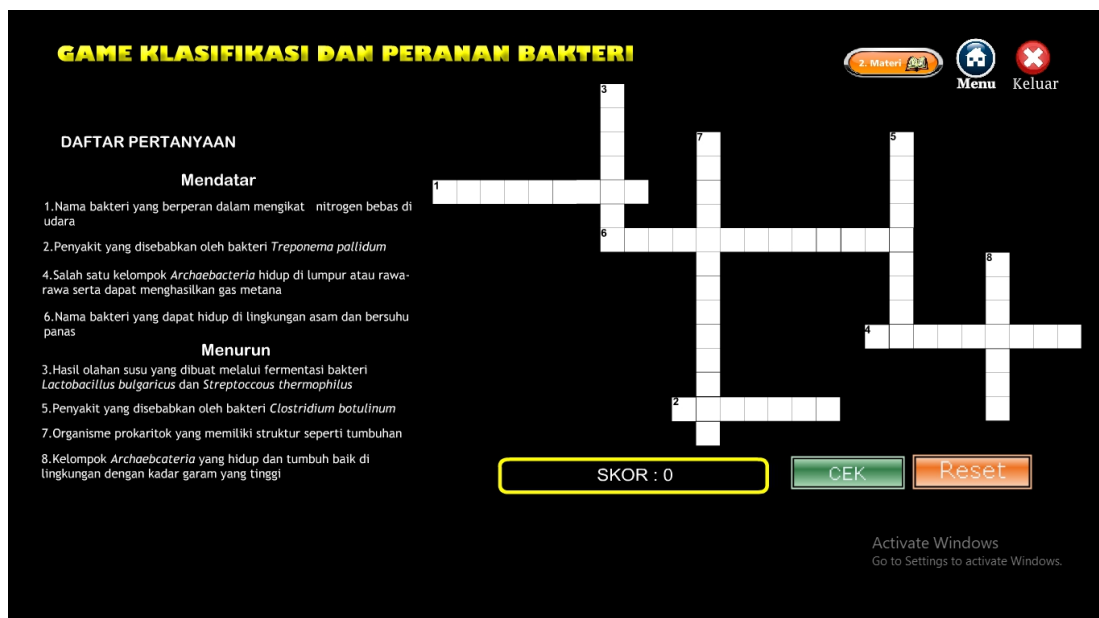 GAME KLASIFIKASI DAN PERANAN BAKTERI
2. Materi
Menu
Keluar
DAFTAR PERTANYAAN
Mendatar
1.Nama bakteri yang berperan dalam mengikat nitrogen bebas di
udara
2.Penyakit yang disebabkan oleh bakteri Treponema pallidum
4.Salah satu kelompok Archaebacteria hidup di lumpur atau rawa-
rawa serta dapat menghasilkan gas metana
6.Nama bakteri yang dapat hidup di lingkungan asam dan bersuhu
panas
Menurun
3.Hasil olahan susu yang dibuat melalui fermentasi bakteri
Lactobacillus bulgaricus dan Streptoccous thermophilus
5.Penyakit yang disebabkan oleh bakteri Clostridium botulinum
7.Organisme prokaritok yang memiliki struktur seperti tumbuhan
8.Kelompok Archaebcateria yang hidup dan tumbuh baik di
lingkungan dengan kadar garam yang tinggi
3
7
5
1
6
8
4
2
SKOR : 0
CEK
Reset
Activate Windows
Go to Settings to activate Windows.